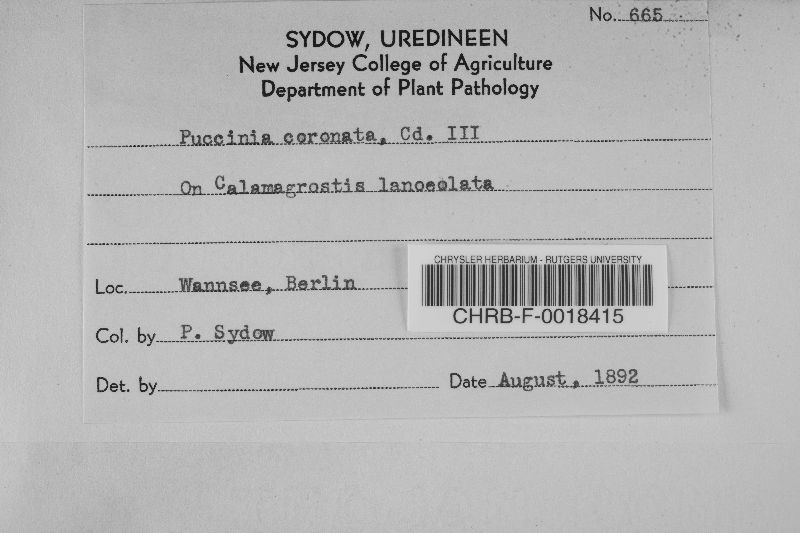 No. 665
SYDOW, UREDINEEN
New Jersey College of Agriculture
Department of Plant Pathology
Puccinia coronata, Cd. III
On Calamagrostis lanceolata
Loc. Wannsee, Berlin
CHRYSLER HERBARIUM - RUTGERS UNIVERSITY
CHRB-F-0018415
Col. by P. Sydow
Det. by
Date August, 1892